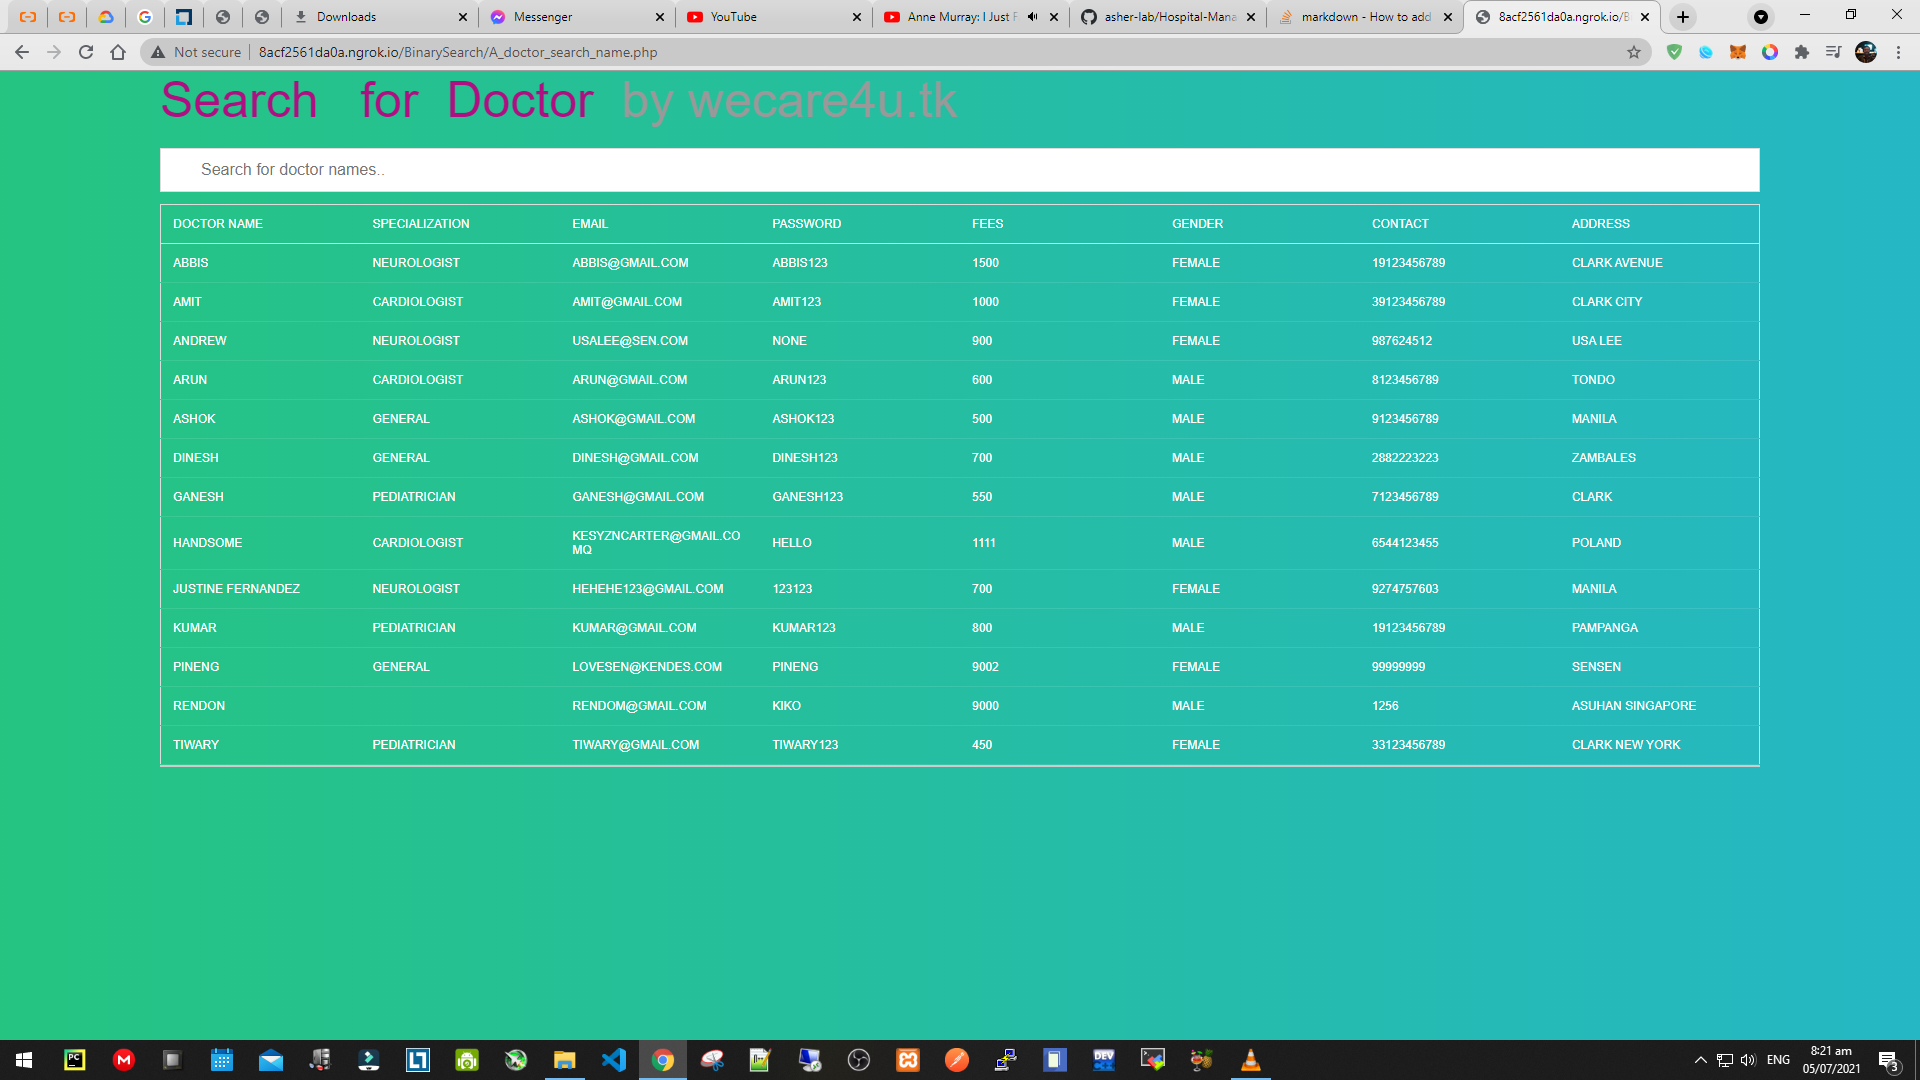 Downloads
Messenger
YouTube
Anne Murray: I Just F
asher-lab/Hospital-Mana
markdown - How to add
8acf2561da0a.ngrok.io/B
Not secure 8acf2561da0a.ngrok.io/BinarySearch/A_doctor_search_name.php
Search for Doctor by wecare4u.tk
Search for doctor names..
DOCTOR NAME SPECIALIZATION EMAIL PASSWORD FEES GENDER CONTACT ADDRESS
ABBIS NEUROLOGIST ABBIS@GMAIL.COM ABBIS123 1500 FEMALE 19123456789 CLARK AVENUE
AMIT CARDIOLOGIST AMIT@GMAIL.COM AMIT123 1000 FEMALE 39123456789 CLARK CITY
ANDREW NEUROLOGIST USALEE@SEN.COM NONE 900 FEMALE 987624512 USA LEE
ARUN CARDIOLOGIST ARUN@GMAIL.COM ARUN123 600 MALE 8123456789 TONDO
ASHOK GENERAL ASHOK@GMAIL.COM ASHOK123 500 MALE 9123456789 MANILA
DINESH GENERAL DINESH@GMAIL.COM DINESH123 700 MALE 2882223223 ZAMBALES
GANESH PEDIATRICIAN GANESH@GMAIL.COM GANESH123 550 MALE 7123456789 CLARK
HANDSOME CARDIOLOGIST KESYZNCARTER@GMAIL.CO
MQ HELLO 1111 MALE 6544123455 POLAND
JUSTINE FERNANDEZ NEUROLOGIST HEHEHE123@GMAIL.COM 123123 700 FEMALE 9274757603 MANILA
KUMAR PEDIATRICIAN KUMAR@GMAIL.COM KUMAR123 800 MALE 19123456789 PAMPANGA
PINENG GENERAL LOVESEN@KENDES.COM PINENG 9002 FEMALE 99999999 SENSEN
RENDON RENDOM@GMAIL.COM KIKO 9000 MALE 1256 ASUHAN SINGAPORE
TIWARY PEDIATRICIAN TIWARY@GMAIL.COM TIWARY123 450 FEMALE 33123456789 CLARK NEW YORK
ENG
8:21 am
05/07/2021
3